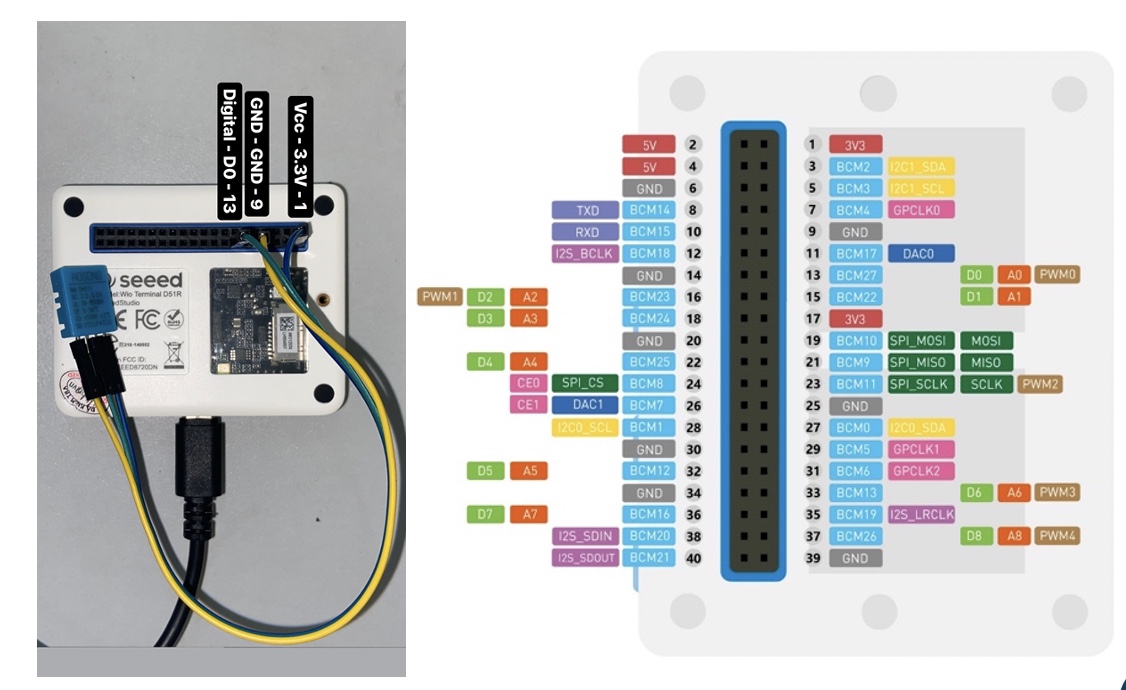 Digital - D0 - 13
GND - GND - 9
Vcc - 3.3V - 1
seeed
Wio Terminal D51R
FCC ID:
5V 2 1 3V3
5V 4 3 BCM2 I2C1_SDA
GND 6 5 BCM3 I2C1_SCL
TXD BCM14 8 7 BCM4 GPCLK0
RXD BCM15 10 9 GND
I2S_BCLK BCM18 12 11 BCM17 DAC0
GND 14 13 BCM27 D0 A0 PWM0
PWM1 D2 A2 BCM23 16 15 BCM22 D1 A1
D3 A3 BCM24 18 17 3V3
GND 20 19 BCM10 SPI_MOSI MOSI
D4 A4 BCM25 22 21 BCM9 SPI_MISO MISO
CE0 SPI_CS BCM8 24 23 BCM11 SPI_SCLK SCLK PWM2
CE1 DAC1 BCM7 26 25 GND
I2C0_SCL BCM1 28 27 BCM0 I2C0_SDA
GND 30 29 BCM5 GPCLK1
D5 A5 BCM12 32 31 BCM6 GPCLK2
GND 34 33 BCM13 D6 A6 PWM3
D7 A7 BCM16 36 35 BCM19 I2S_LRCLK
I2S_SDIN BCM20 38 37 BCM26 D8 A8 PWM4
I2S_SDOUT BCM21 40 39 GND